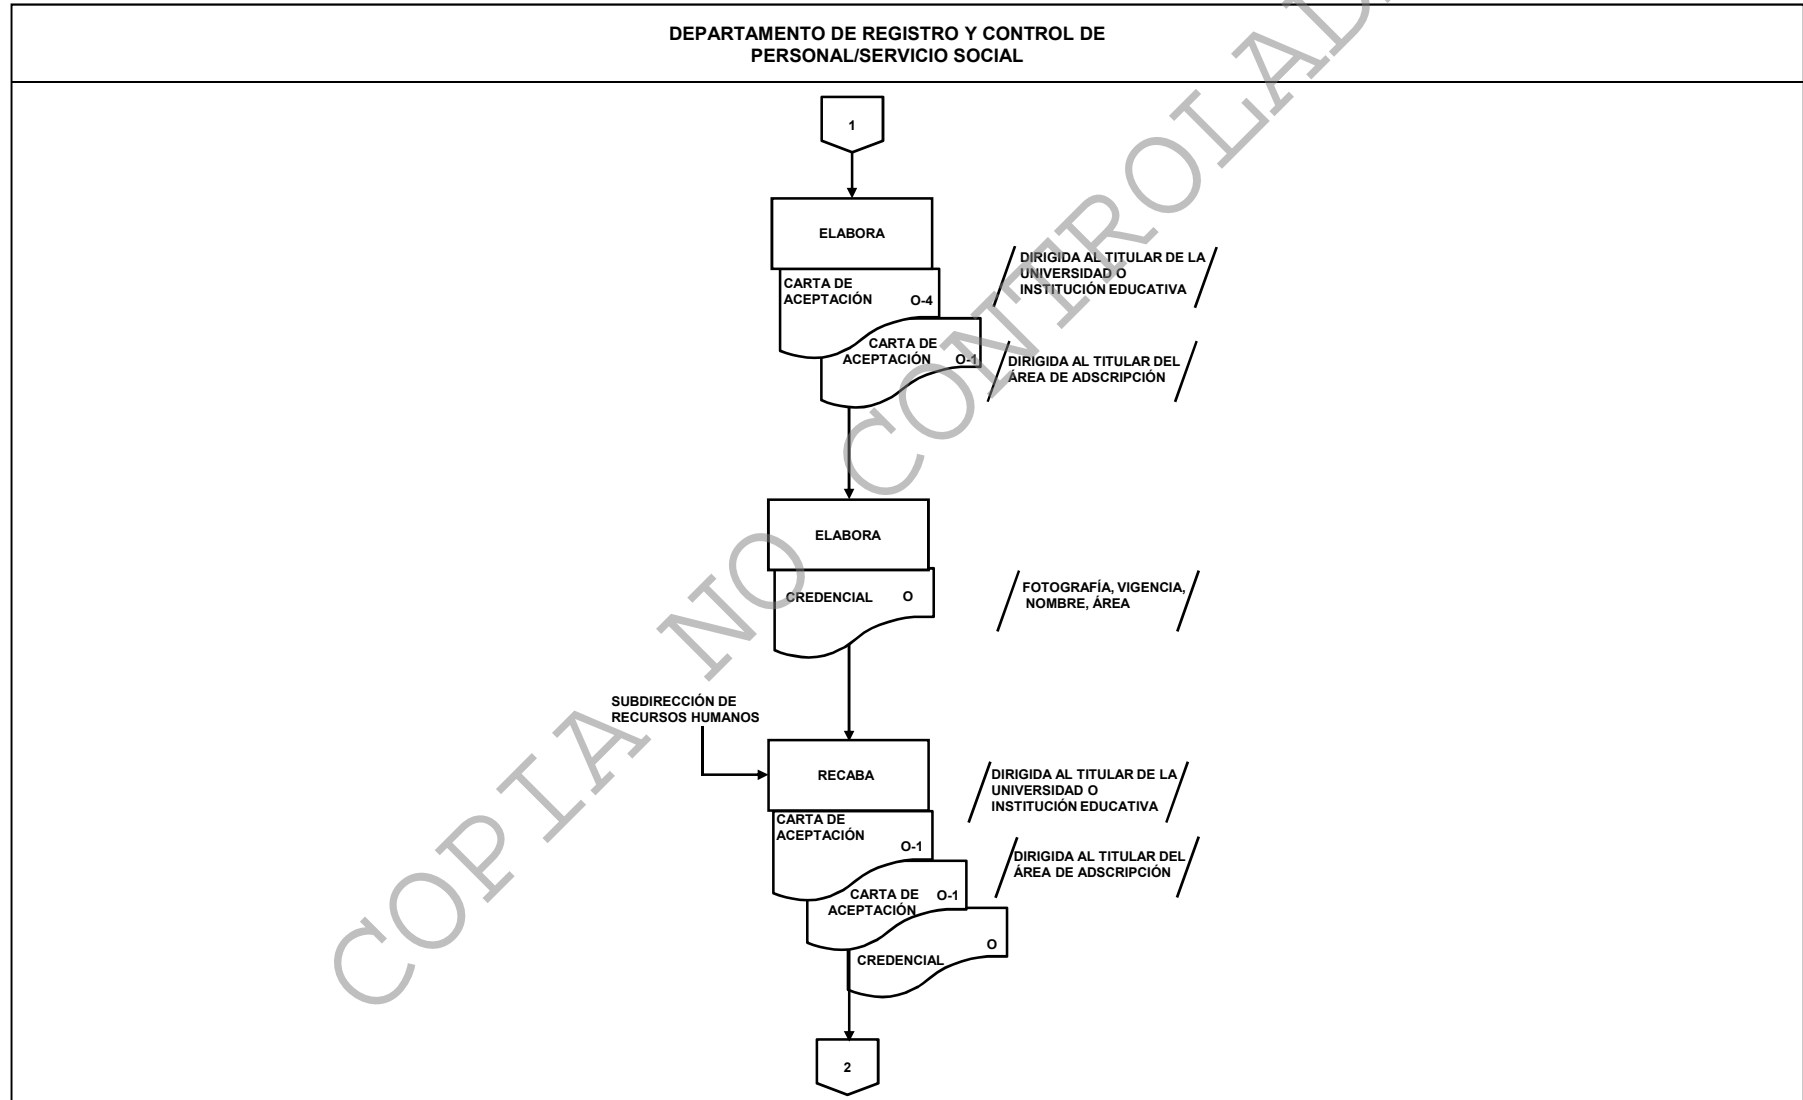 DEPARTAMENTO DE REGISTRO Y CONTROL DE
PERSONAL/SERVICIO SOCIAL
1
ELABORA
CARTA DE
ACEPTACIÓN O-4
DIRIGIDA AL TITULAR DE LA
UNIVERSIDAD O
INSTITUCIÓN EDUCATIVA
CARTA DE
ACEPTACIÓN O-1
DIRIGIDA AL TITULAR DEL
ÁREA DE ADSCRIPCIÓN
ELABORA
CREDENCIAL O
FOTOGRAFÍA, VIGENCIA,
NOMBRE, ÁREA
SUBDIRECCIÓN DE
RECURSOS HUMANOS
RECABA
DIRIGIDA AL TITULAR DE LA
UNIVERSIDAD O
INSTITUCIÓN EDUCATIVA
CARTA DE
ACEPTACIÓN
O-1
DIRIGIDA AL TITULAR DEL
ÁREA DE ADSCRIPCIÓN
CARTA DE O-1
ACEPTACIÓN
O
CREDENCIAL
2
COPIA NO CONTROLAD